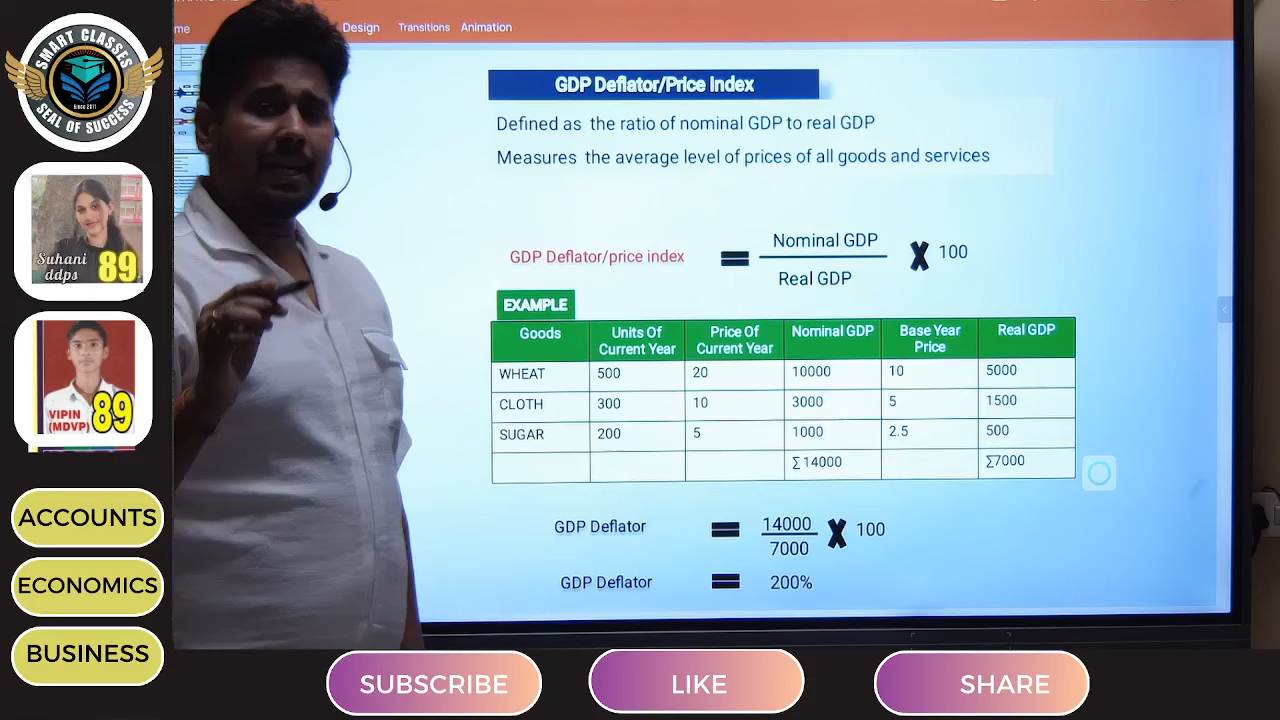 me
Design
Transitions
Animation
SMART CLASSES
Since 2011
SEAL OF SUCCESS
Suhani
ddps
89
VIPIN
(MDVP)
89
ACCOUNTS
ECONOMICS
BUSINESS
GDP Deflator/Price Index
Defined as the ratio of nominal GDP to real GDP
Measures the average level of prices of all goods and services
GDP Deflator/price index = Nominal GDP X 100
Real GDP
EXAMPLE
Goods Units Of Current Year Price Of Current Year Nominal GDP Base Year Price Real GDP
WHEAT 500 20 10000 10 5000
CLOTH 300 10 3000 5 1500
SUGAR 200 5 1000 2.5 500
∑14000 ∑7000
GDP Deflator = 14000 X 100
7000
GDP Deflator = 200%
SUBSCRIBE
LIKE
SHARE